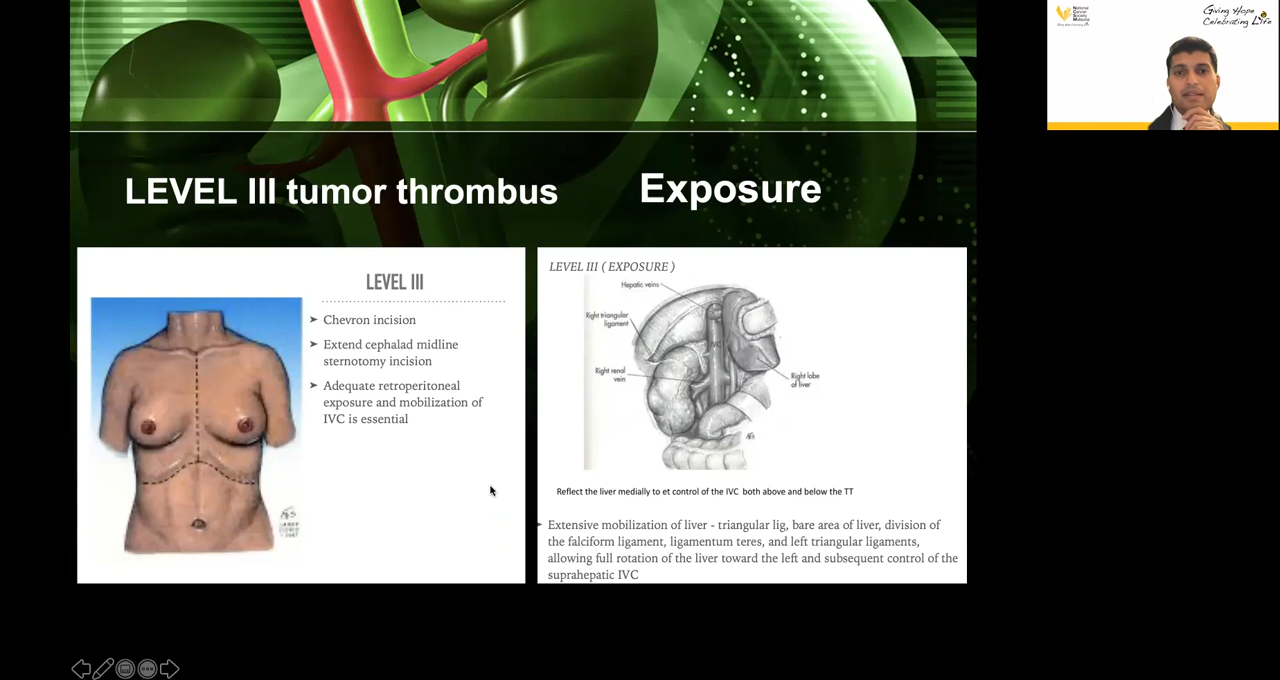 National
Cancer
Society
Malaysia
Giving Hope
Celebrating Life
LEVEL III tumor thrombus
Exposure
LEVEL III
➤ Chevron incision
➤ Extend cephalad midline
sternotomy incision
➤ Adequate retroperitoneal
exposure and mobilization of
IVC is essential
LEVEL III ( EXPOSURE )
Hepatic veins
Right triangular
ligament
IVC
Right renal
vein
Right lobe
of liver
Reflect the liver medially to et control of the IVC both above and below the TT
➤ Extensive mobilization of liver - triangular lig, bare area of liver, division of
the falciform ligament, ligamentum teres, and left triangular ligaments,
allowing full rotation of the liver toward the left and subsequent control of the
suprahepatic IVC